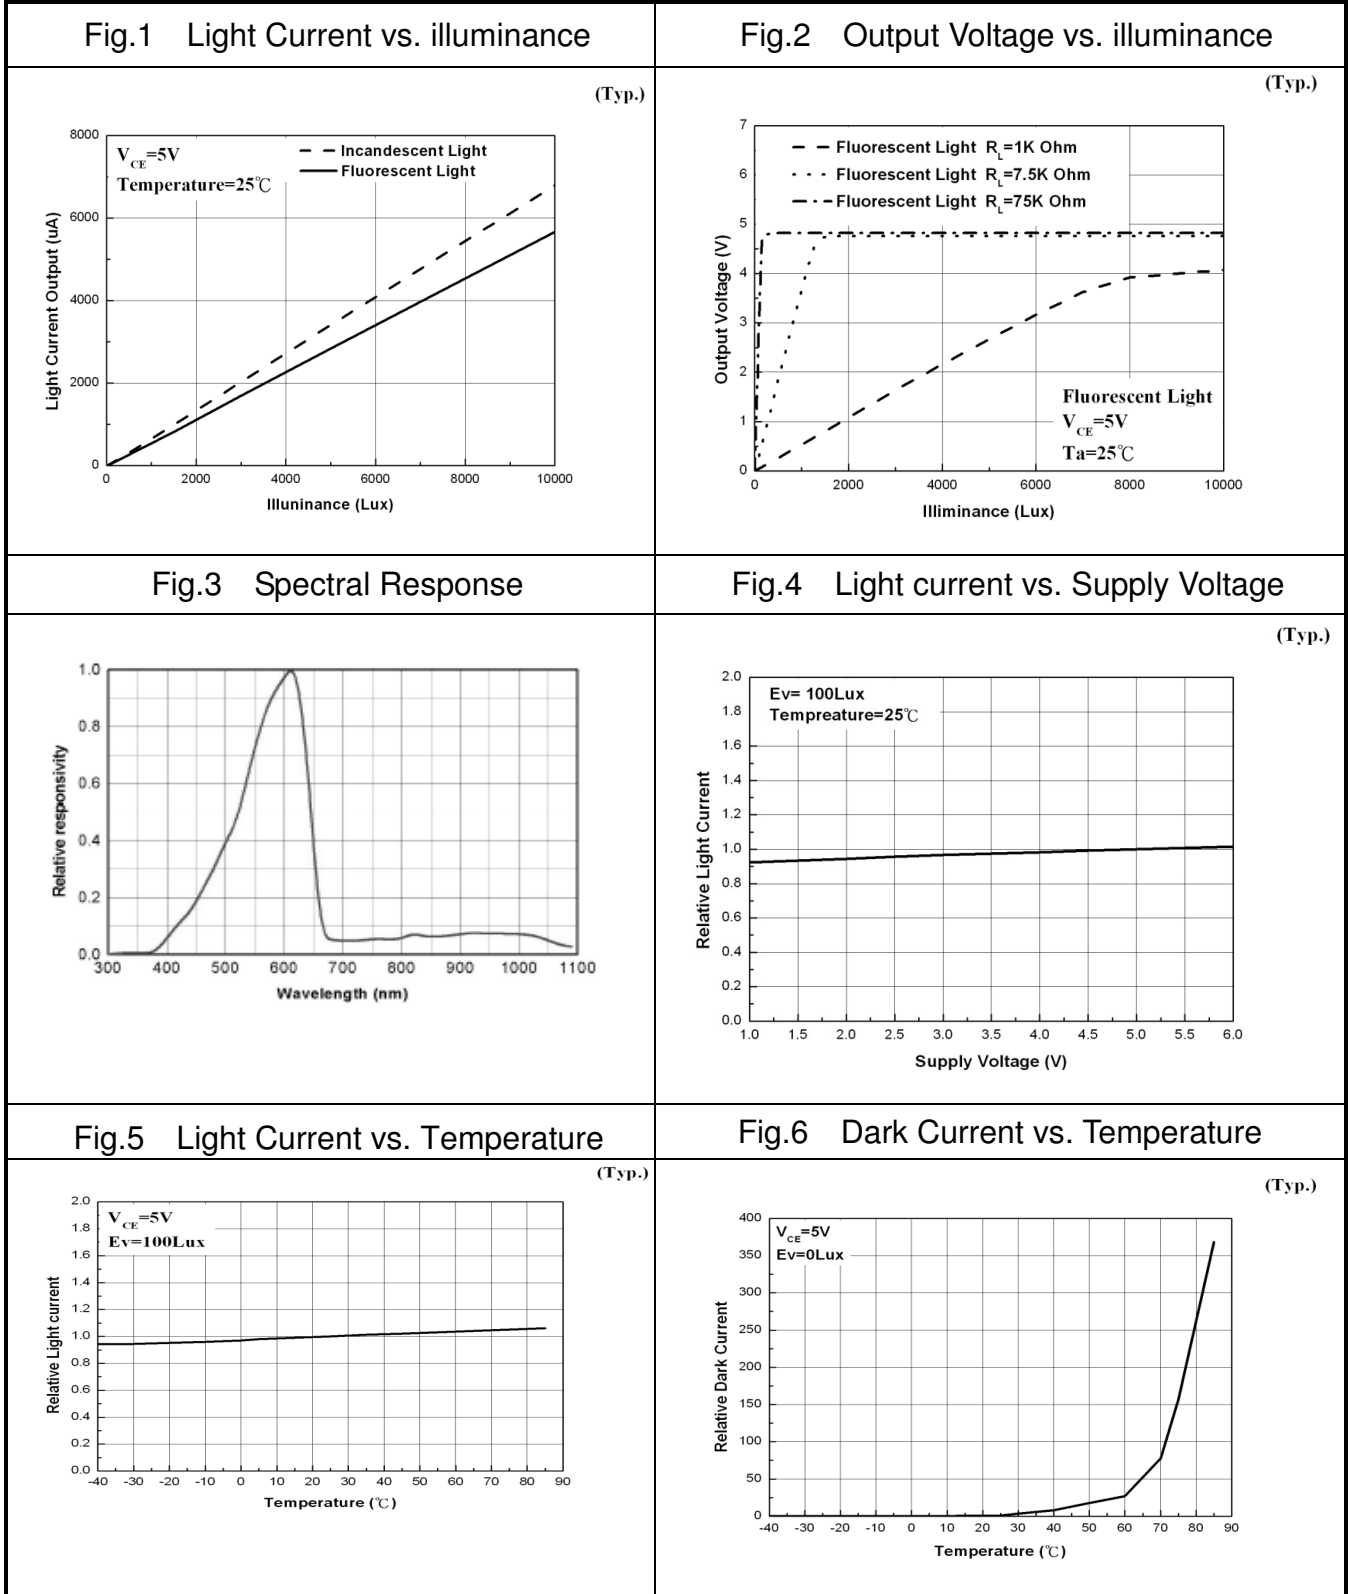 Fig.1 Light Current vs. illuminance
(Typ.)
8000
6000
4000
2000
0
Light Current Output (uA)
VCE=5V
Temperature=25℃
Incandescent Light
Fluorescent Light
0 2000 4000 6000 8000 10000
Illuninance (Lux)
Fig.2 Output Voltage vs. illuminance
(Typ.)
7
6
5
4
3
2
1
0
Output Voltage (V)
Fluorescent Light RL=1K Ohm
Fluorescent Light RL=7.5K Ohm
Fluorescent Light RL=75K Ohm
Fluorescent Light
VCE=5V
Ta=25℃
0 2000 4000 6000 8000 10000
Illiminance (Lux)
Fig.3 Spectral Response
1.0
0.8
0.6
0.4
0.2
0.0
Relative responsivity
300 400 500 600 700 800 900 1000 1100
Wavelength (nm)
Fig.4 Light current vs. Supply Voltage
(Typ.)
2.0
1.8
1.6
1.4
1.2
1.0
0.8
0.6
0.4
0.2
0.0
Relative Light Current
Ev= 100Lux
Tempreature=25℃
1.0 1.5 2.0 2.5 3.0 3.5 4.0 4.5 5.0 5.5 6.0
Supply Voltage (V)
Fig.5 Light Current vs. Temperature
(Typ.)
2.0
1.8
1.6
1.4
1.2
1.0
0.8
0.6
0.4
0.2
0.0
Relative Light current
VCE=5V
Ev=100Lux
-40 -30 -20 -10 0 10 20 30 40 50 60 70 80 90
Temperature (℃)
Fig.6 Dark Current vs. Temperature
(Typ.)
400
350
300
250
200
150
100
50
0
Relative Dark Current
VCE=5V
Ev=0Lux
-40 -30 -20 -10 0 10 20 30 40 50 60 70 80 90
Temperature (℃)